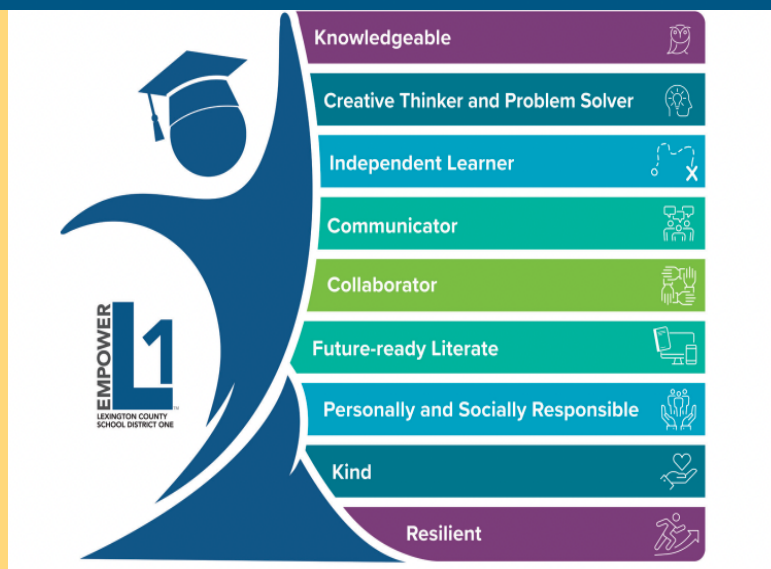 Knowledgeable
Creative Thinker and Problem Solver
Independent Learner
Communicator
Collaborator
Future-ready Literate
Personally and Socially Responsible
Kind
Resilient
EMPOWER
L1
LEXINGTON COUNTY
SCHOOL DISTRICT ONE